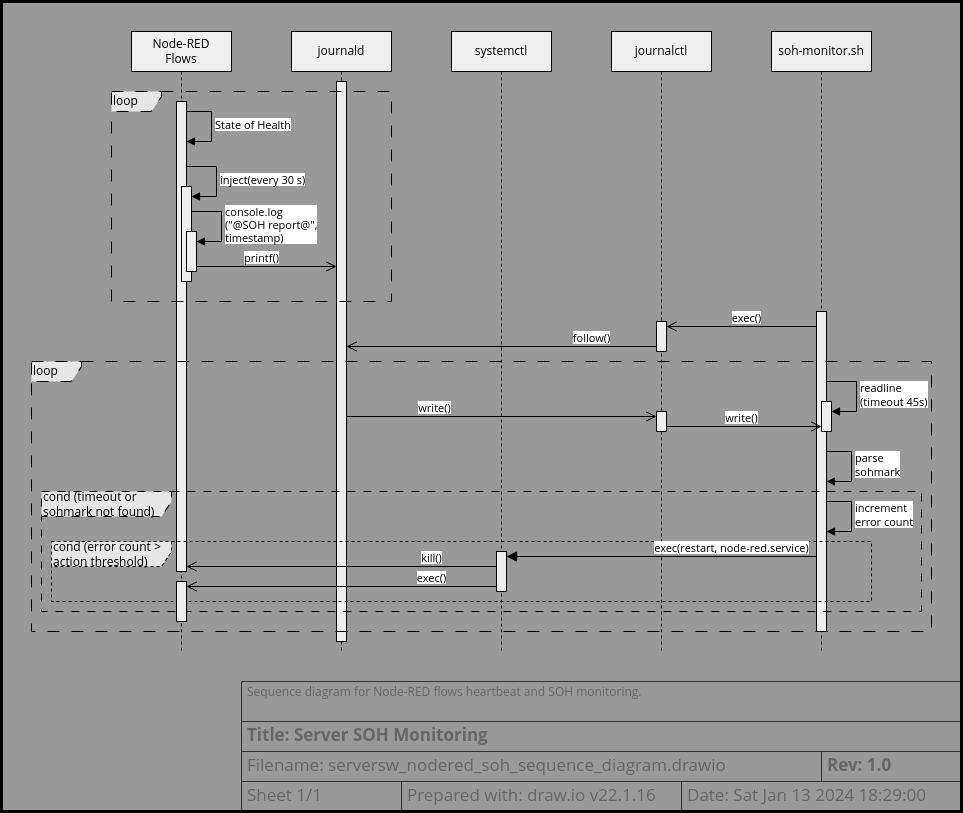 Node-RED
Flows
journald
systemctl
journalctl
soh-monitor.sh
loop
State of Health
inject(every 30 s)
console.log
("@SOH report@",
timestamp)
printf()
exec()
follow()
loop
readline
(timeout 45s)
write()
write()
parse
sohmark
cond (timeout or
sohmark not found)
increment
error count
cond (error count >
action threshold)
exec(restart, node-red.service)
kill()
exec()
Sequence diagram for Node-RED flows heartbeat and SOH monitoring.
Title: Server SOH Monitoring
Filename: serversw_nodered_soh_sequence_diagram.drawio
Rev: 1.0
Sheet 1/1
Prepared with: draw.io v22.1.16
Date: Sat Jan 13 2024 18:29:00